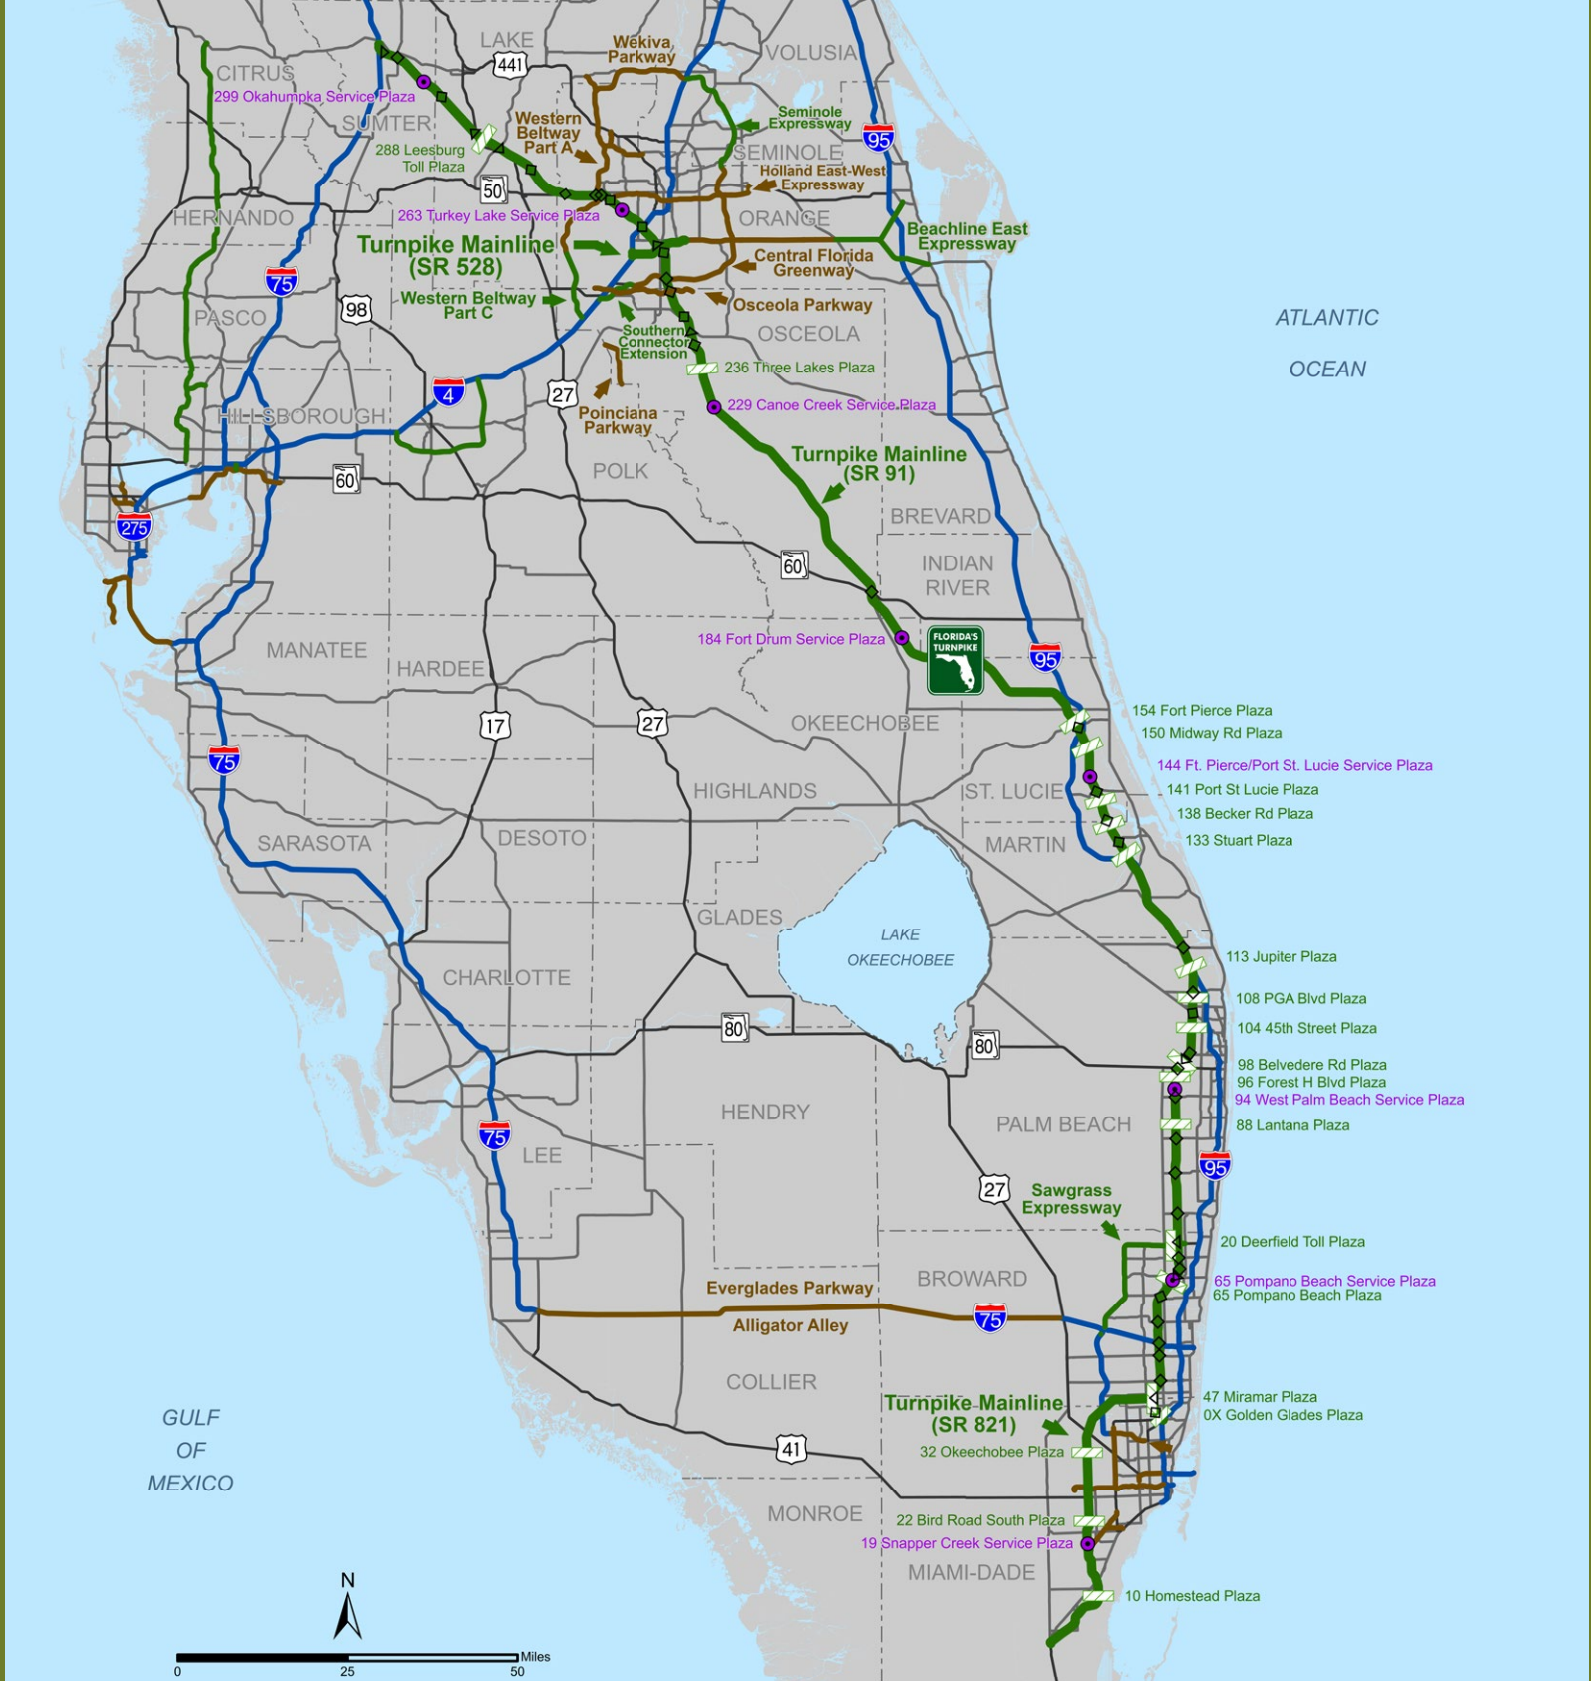 LAKE
VOLUSIA
Wekiva
Parkway
441
CITRUS
299 Okahumpka Service Plaza
SUMTER
Western
Beltway
Part A
Seminole
Expressway
95
288 Leesburg
Toll Plaza
SEMINOLE
Holland East-West
Expressway
50
HERNANDO
263 Turkey Lake Service Plaza
ORANGE
Beachline East
Expressway
Turnpike Mainline
(SR 528)
Central Florida
Greenway
75
98
Western Beltway
Part C
Osceola Parkway
PASCO
Southern
Connector
Extension
OSCEOLA
ATLANTIC
OCEAN
236 Three Lakes Plaza
4
27
229 Canoe Creek Service Plaza
HILLSBOROUGH
Poinciana
Parkway
Turnpike Mainline
(SR 91)
60
POLK
275
BREVARD
60
INDIAN
RIVER
184 Fort Drum Service Plaza
FLORIDA'S
TURNPIKE
95
MANATEE
HARDEE
17
27
OKEECHOBEE
154 Fort Pierce Plaza
150 Midway Rd Plaza
75
144 Ft. Pierce/Port St. Lucie Service Plaza
HIGHLANDS
ST. LUCIE
141 Port St Lucie Plaza
138 Becker Rd Plaza
SARASOTA
DESOTO
MARTIN
133 Stuart Plaza
GLADES
LAKE
OKEECHOBEE
113 Jupiter Plaza
CHARLOTTE
108 PGA Blvd Plaza
80
104 45th Street Plaza
80
98 Belvedere Rd Plaza
96 Forest H Blvd Plaza
94 West Palm Beach Service Plaza
HENDRY
PALM BEACH
88 Lantana Plaza
75
LEE
95
27
Sawgrass
Expressway
20 Deerfield Toll Plaza
BROWARD
65 Pompano Beach Service Plaza
65 Pompano Beach Plaza
Everglades Parkway
Alligator Alley
75
COLLIER
47 Miramar Plaza
0X Golden Glades Plaza
Turnpike Mainline
(SR 821)
GULF
OF
MEXICO
41
32 Okeechobee Plaza
MONROE
22 Bird Road South Plaza
19 Snapper Creek Service Plaza
MIAMI-DADE
10 Homestead Plaza
N
Miles
0
25
50